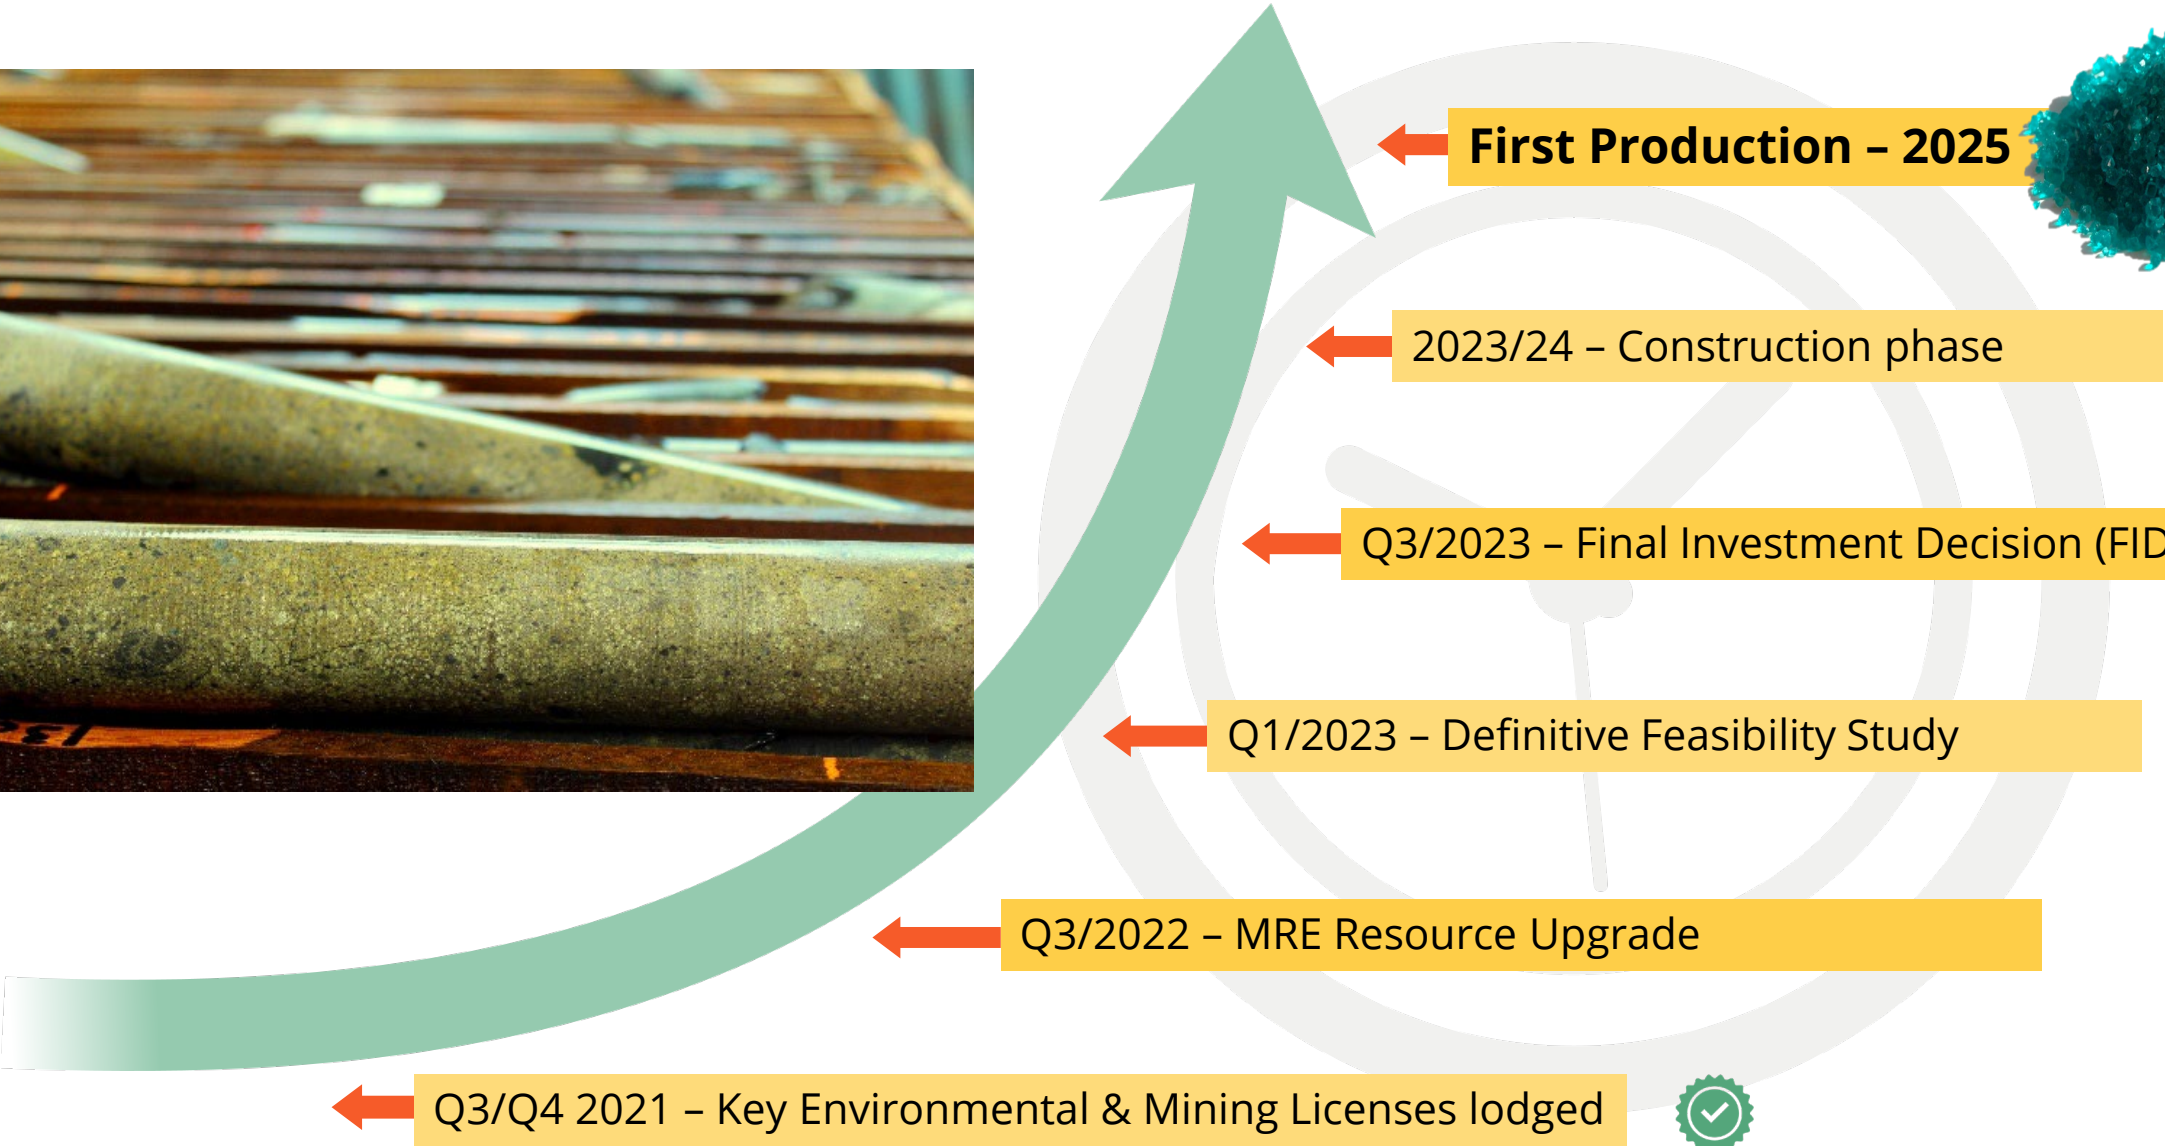 First Production – 2025
2023/24 – Construction phase
Q3/2023 – Final Investment Decision (FID
Q1/2023 – Definitive Feasibility Study
Q3/2022 – MRE Resource Upgrade
Q3/Q4 2021 – Key Environmental & Mining Licenses lodged